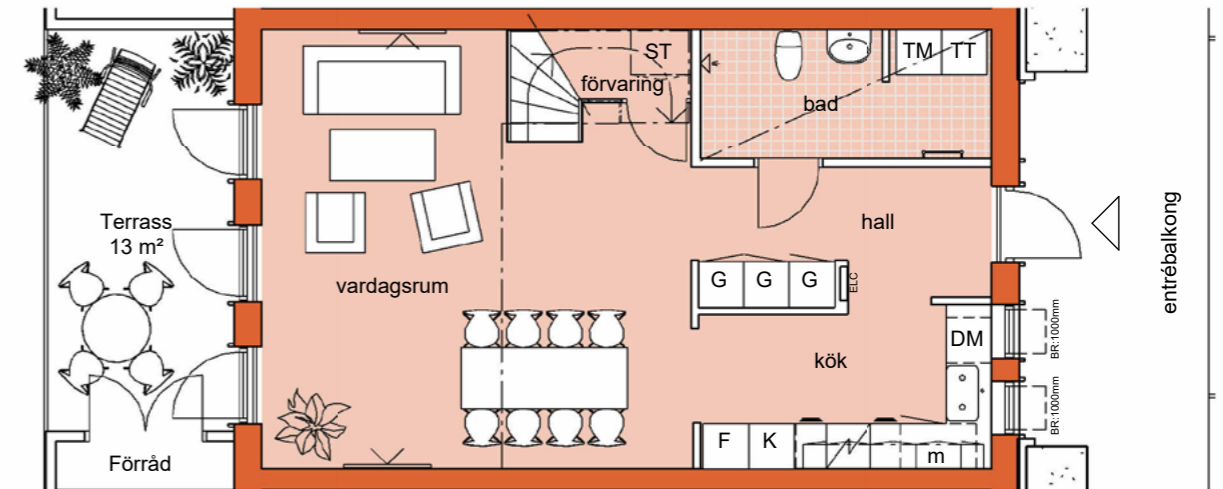 ST
förvaring
TM TT
bad
Terrass
13 m²
hall
entrébalkong
vardagsrum
G G G
ELC
BR:1000mm
DM
kök
BR:1000mm
F K
m
Förråd